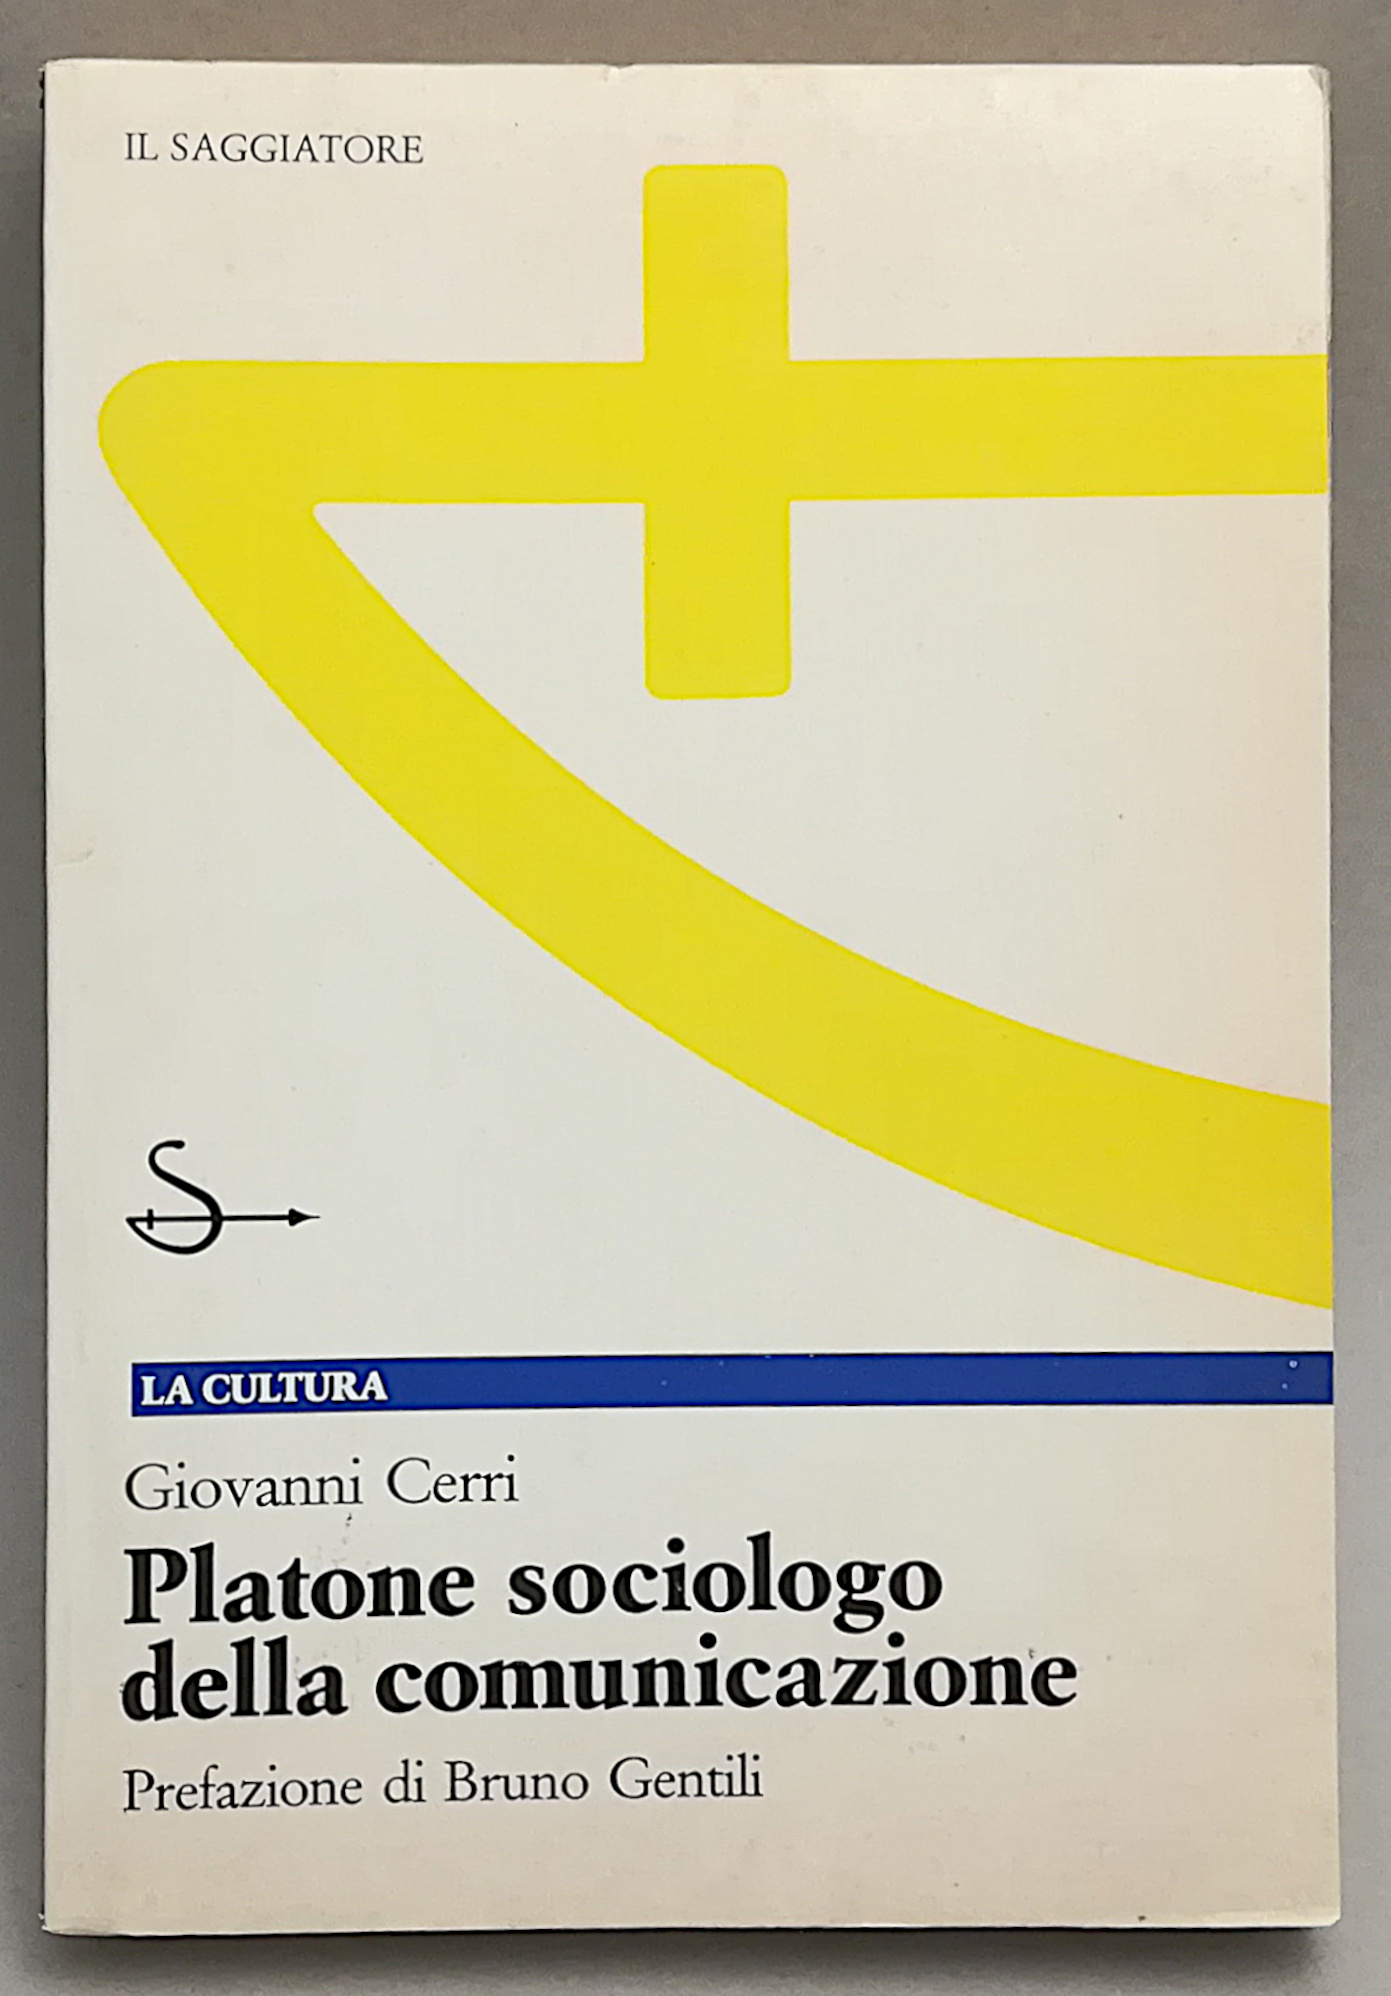 IL SAGGIATORE
LA CULTURA
Giovanni Cerri
Platone sociologo
della comunicazione
Prefazione di Bruno Gentili